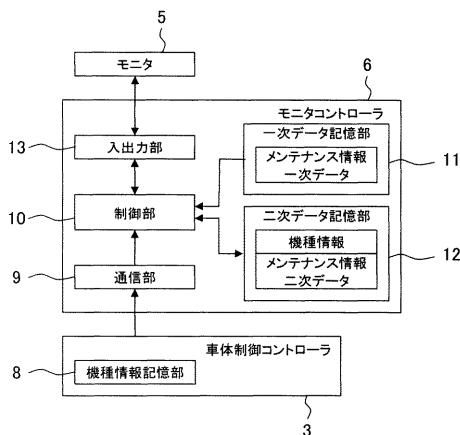 5
モニタ
6
モニタコントローラ
13
入出力部
一次データ記憶部
メンテナンス情報
一次データ
11
10
制御部
二次データ記憶部
機種情報
メンテナンス情報
二次データ
12
9
通信部
車体制御コントローラ
8
機種情報記憶部
3